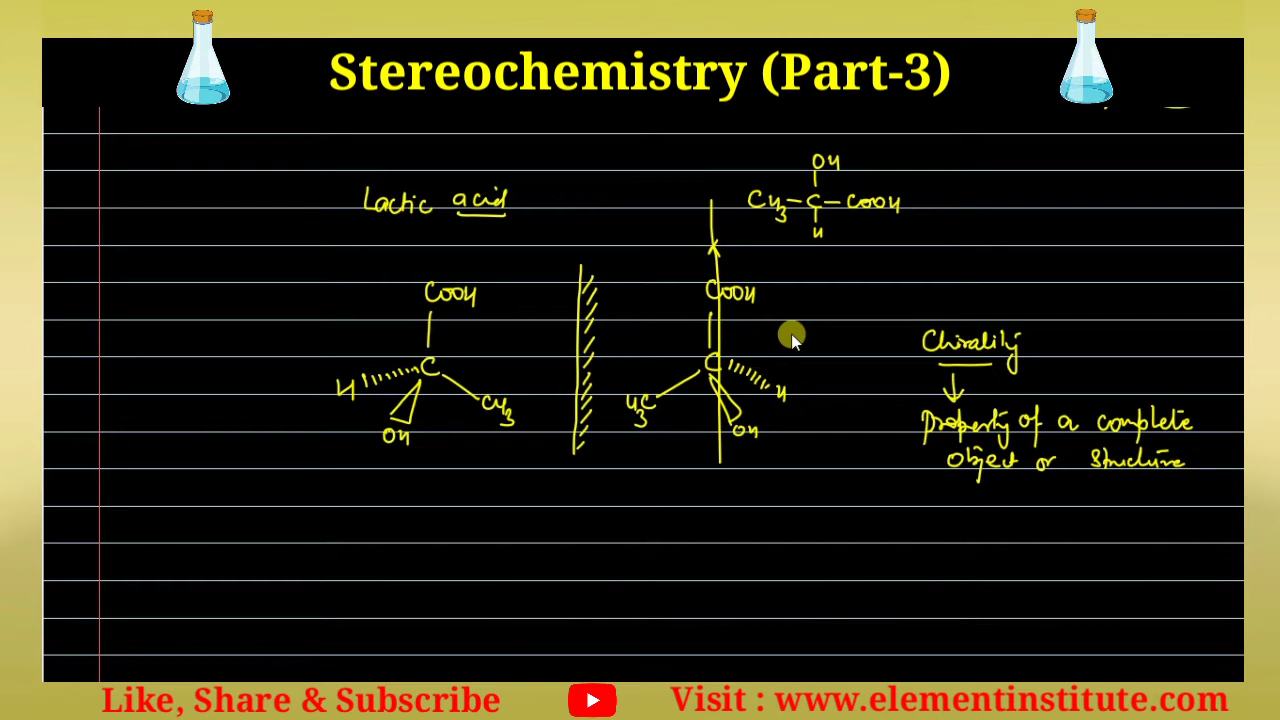 Stereochemistry (Part-3)
OH
Lactic acid
CH3-C-COOH
H
COOH
COOH
Chirality
C
C
H
CH3
H3C
H
Property of a complete
OH
OH
object or structure
Like, Share & Subscribe
Visit : www.elementinstitute.com